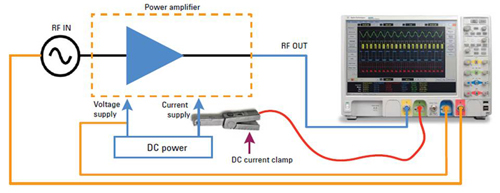 Power amplifier
RF IN
RF OUT
Voltage
supply
Current
supply
DC power
DC current clamp